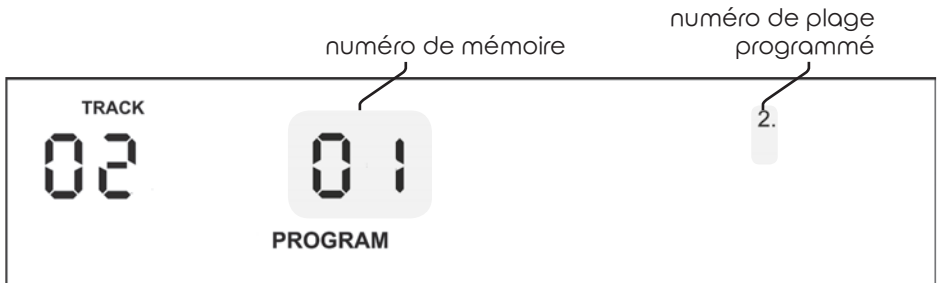 numéro de plage
programmé
numéro de mémoire
TRACK
02 01 2.
PROGRAM